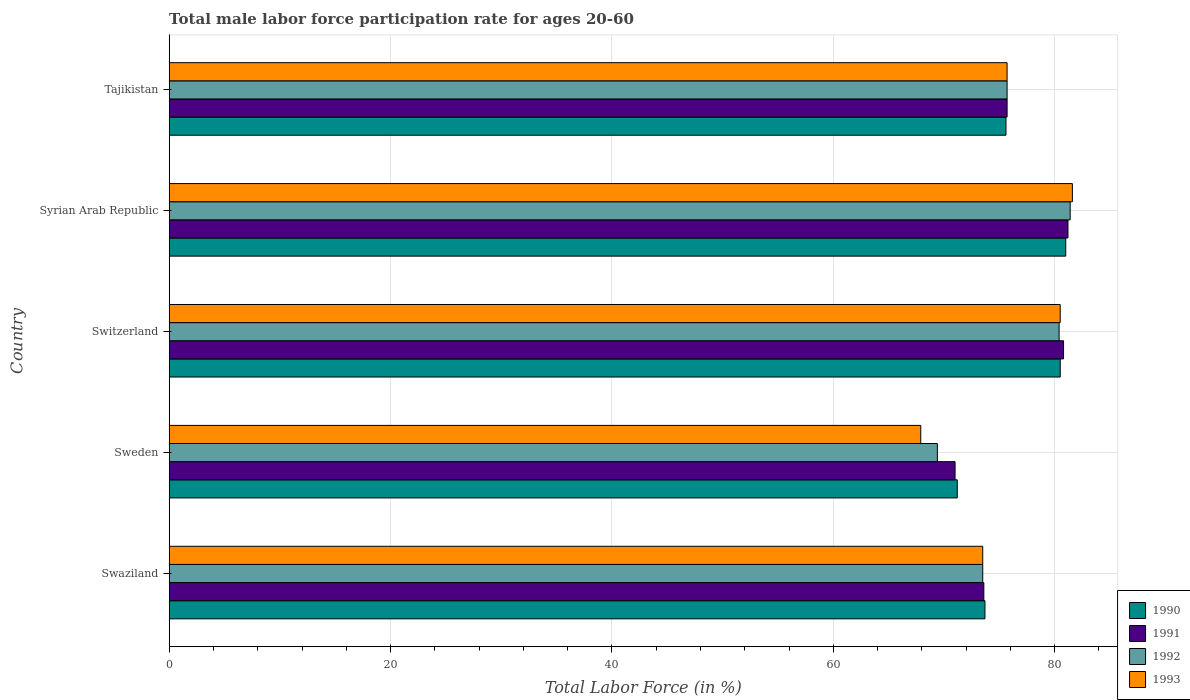 Total male labor force participation rate for ages 20-60
Tajikistan
Syrian Arab Republic
Switzerland
Sweden
Swaziland
Country
0
20
40
60
80
Total Labor Force (in %)
1990
1991
1992
1993